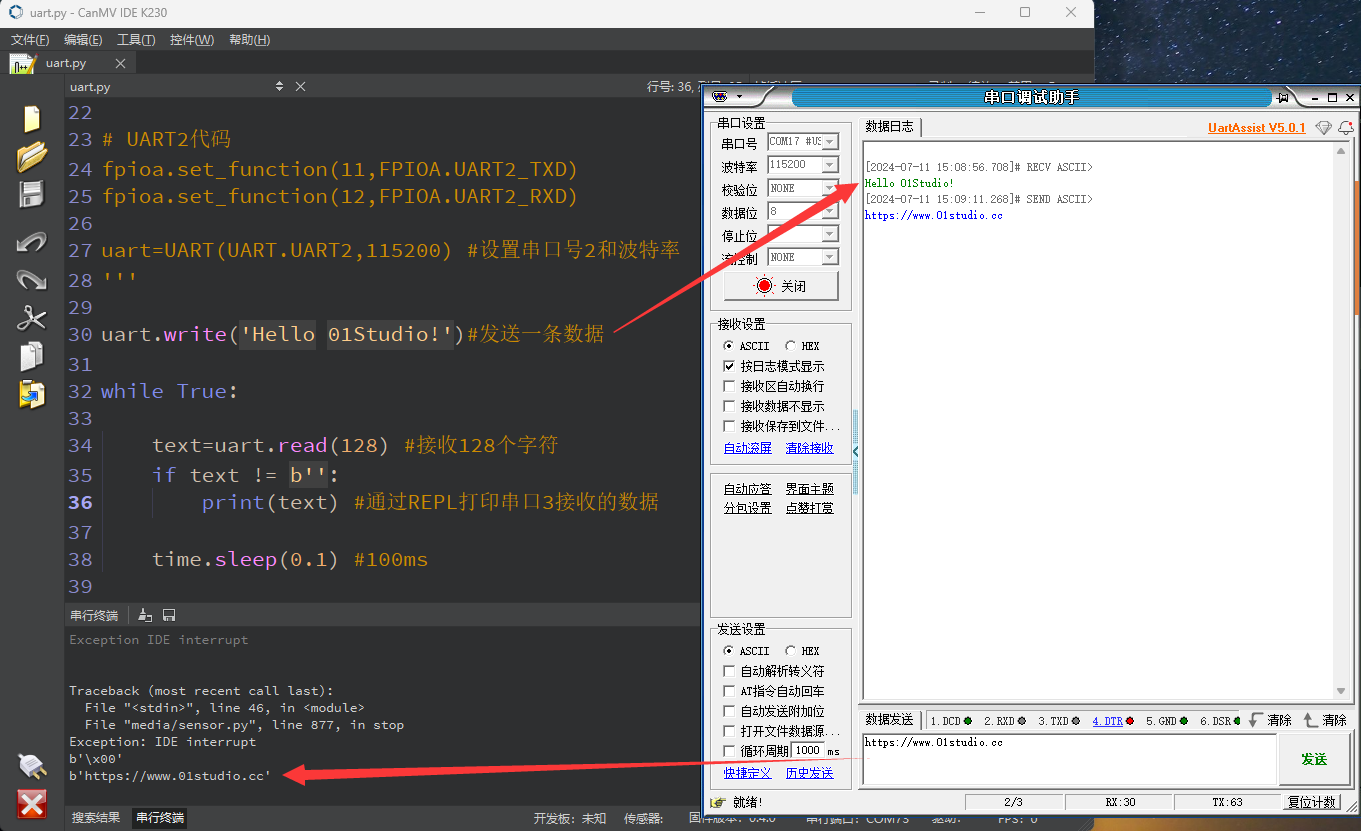 uart.py - CanMV IDE K230
文件(F) 编辑(E) 工具(T) 控件(W) 帮助(H)
uart.py
uart.py
行号: 36,
22
23 # UART2代码
24 fpioa.set_function(11,FPIOA.UART2_TXD)
25 fpioa.set_function(12,FPIOA.UART2_RXD)
26
27 uart=UART(UART.UART2,115200) #设置串口号2和波特率
28 '''
29
30 uart.write('Hello 01Studio!')#发送一条数据
31
32 while True:
33
34 text=uart.read(128) #接收128个字符
35 if text != b'':
36 print(text) #通过REPL打印串口3接收的数据
37
38 time.sleep(0.1) #100ms
39
串行终端
Exception IDE interrupt
Traceback (most recent call last):
File "<stdin>", line 46, in <module>
File "media/sensor.py", line 877, in stop
Exception: IDE interrupt
b'\x00'
b'https://www.01studio.cc'
搜索结果 串行终端
开发板: 未知 传感器: 固件版本: 0.4.0 串行端口: COM73 驱动: FPS: 0
串口调试助手
串口设置
串口号 COM17 #US
波特率 115200
校验位 NONE
数据位 8
停止位
流控制 NONE
关闭
接收设置
ASCII HEX
按日志模式显示
接收区自动换行
接收数据不显示
接收保存到文件...
自动滚屏 清除接收
自动应答 界面主题
分包设置 点赞打赏
发送设置
ASCII HEX
自动解析转义符
AT指令自动回车
自动发送附加位
打开文件数据源...
循环周期 1000 ms
快捷定义 历史发送
数据日志
UartAssist V5.0.1
[2024-07-11 15:08:56.708]# RECV ASCII>
Hello 01Studio!
[2024-07-11 15:09:11.268]# SEND ASCII>
https://www.01studio.cc
数据发送 1.DCD 2.RXD 3.TXD 4.DTR 5.GND 6.DSR 清除 清除
https://www.01studio.cc
发送
就绪! 2/3 RX:30 TX:63 复位计数